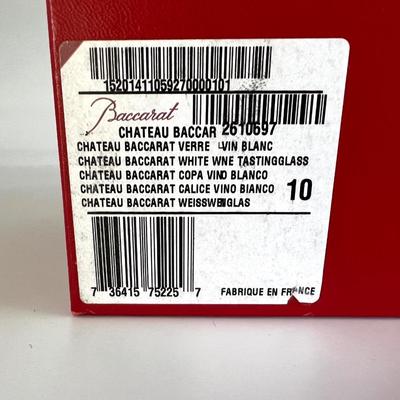 15201411059270000101
Baccarat
CHATEAU BACCAR 2610697
CHATEAU BACCARAT VERRE VIN BLANC
CHATEAU BACCARAT WHITE WNE TASTINGGLASS
CHATEAU BACCARAT COPA VINO BLANCO
CHATEAU BACCARAT CALICE VINO BIANCO 10
CHATEAU BACCARAT WEISSWEINGLAS
7 36415 75225 7 FABRIQUE EN FRANCE